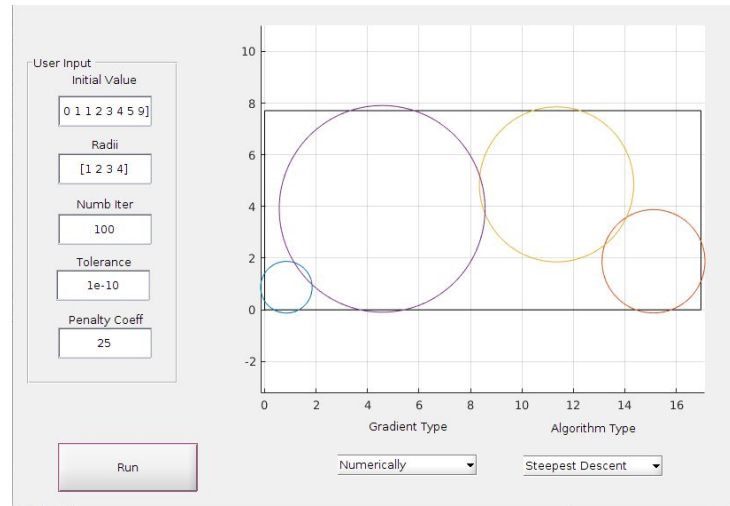 User Input
Initial Value
0 1 1 2 3 4 5 9]
Radii
[1 2 3 4]
Numb Iter
100
Tolerance
1e-10
Penalty Coeff
25
Run
10
8
6
4
2
0
-2
0 2 4 6 8 10 12 14 16
Gradient Type
Algorithm Type
Numerically
Steepest Descent